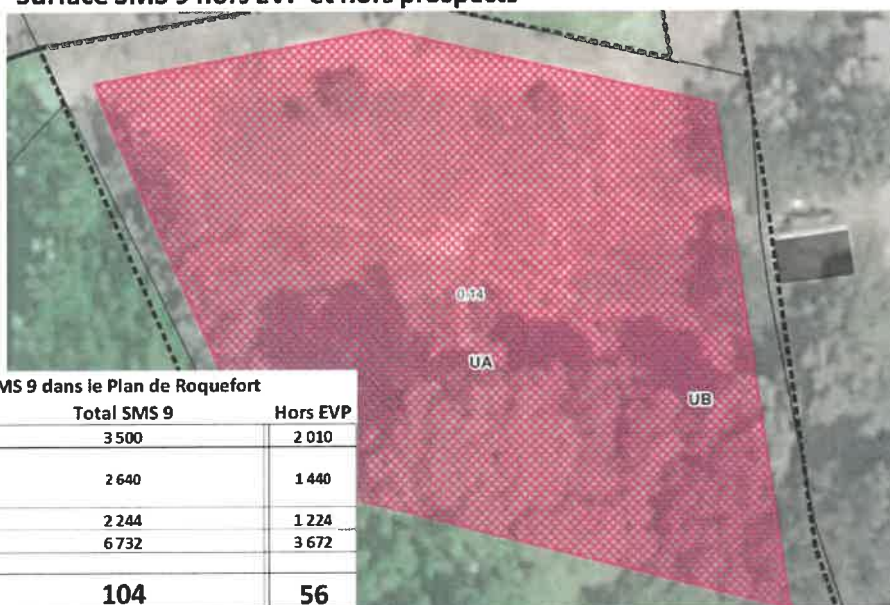 Surface SMS 9 hors EVP et hors prospects
0,14
UA
UB
MS 9 dans le Plan de Roquefort
Total SMS 9 Hors EVP
3 500 2 010
2 640 1 440
2 244 1 224
6 732 3 672
104 56